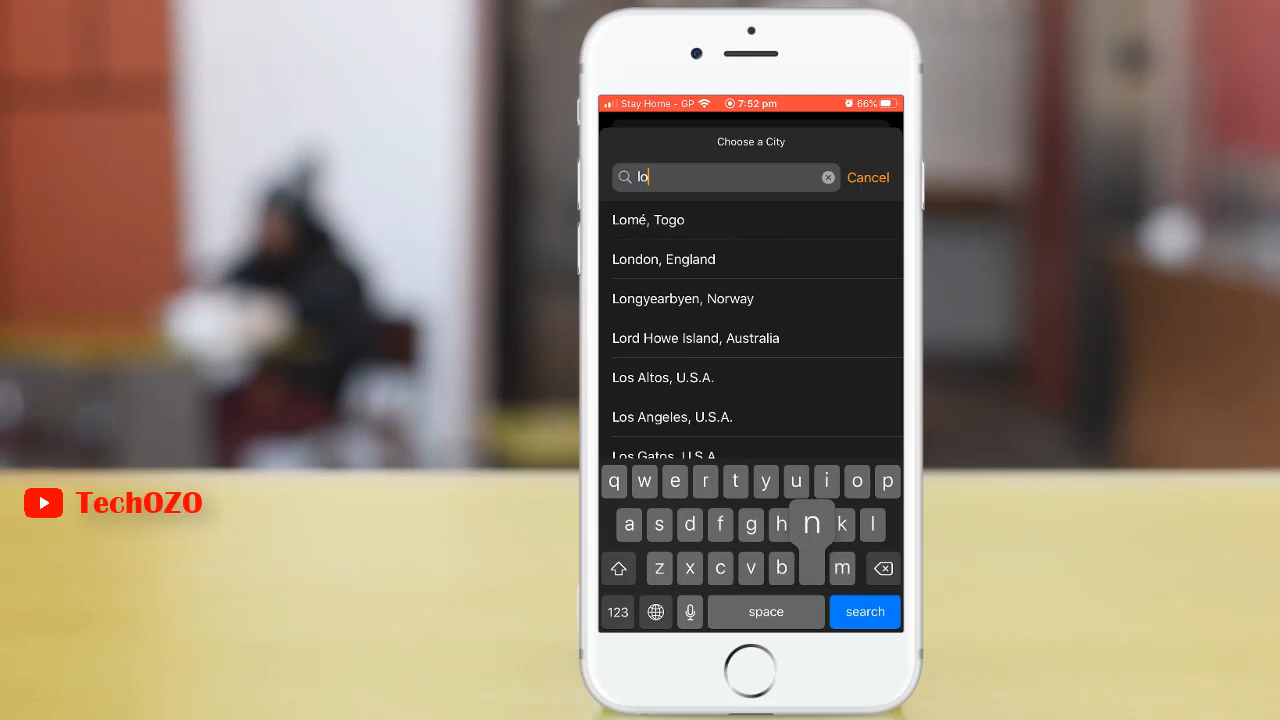 Stay Home - GP 7:52 pm 66%
Choose a City
lo Cancel
Lomé, Togo
London, England
Longyearbyen, Norway
Lord Howe Island, Australia
Los Altos, U.S.A.
Los Angeles, U.S.A.
Los Gatos, U.S.A.
q w e r t y u i o p
a s d f g h n k l
z x c v b m
123 space search
TechOZO